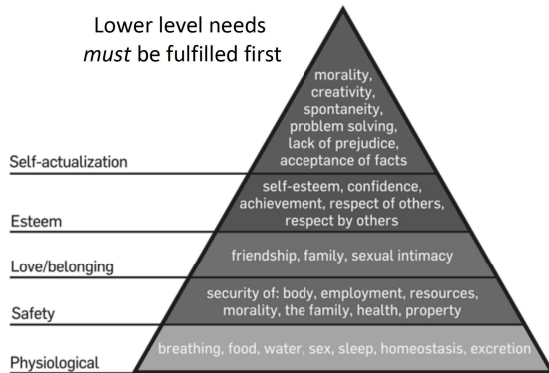 Lower level needs
must be fulfilled first
morality,
creativity,
spontaneity,
problem solving,
lack of prejudice,
acceptance of facts
Self-actualization
self-esteem, confidence,
achievement, respect of others,
respect by others
Esteem
friendship, family, sexual intimacy
Love/belonging
security of: body, employment, resources,
morality, the family, health, property
Safety
breathing, food, water, sex, sleep, homeostasis, excretion
Physiological